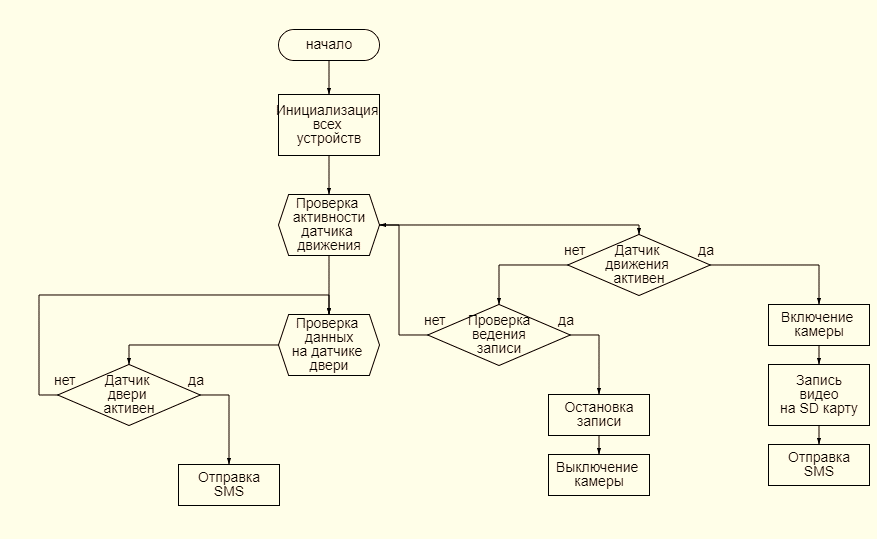 начало
Инициализация
всех
устройств
Проверка
активности
датчика
движения
нет
Датчик
движения
активен
да
Включение
камеры
Запись
видео
на SD карту
Отправка
SMS
нет
Проверка
ведения
записи
да
Остановка
записи
Выключение
камеры
Проверка
данных
на датчике
двери
нет
Датчик
двери
активен
да
Отправка
SMS